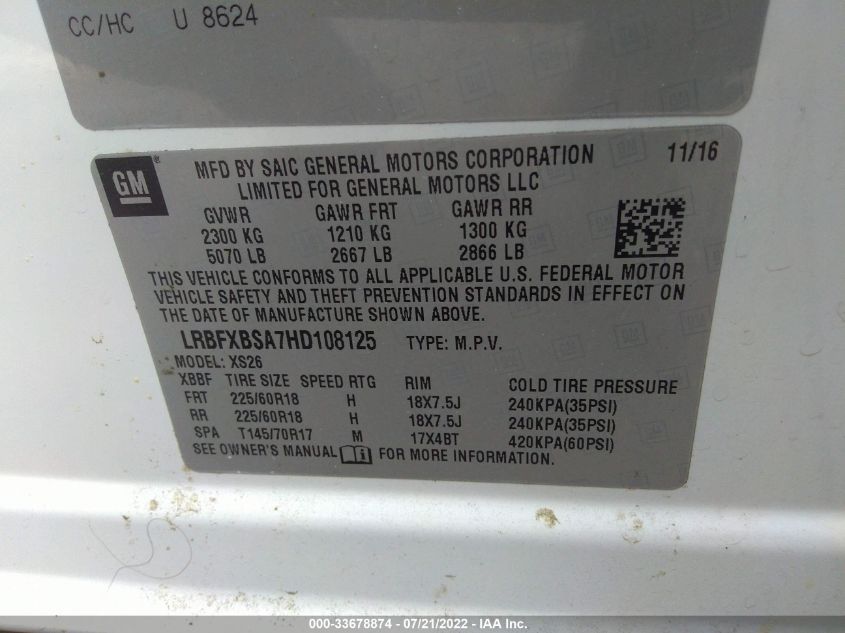 CC/HC U 8624
GM
MFD BY SAIC GENERAL MOTORS CORPORATION 11/16
LIMITED FOR GENERAL MOTORS LLC
GVWR GAWR FRT GAWR RR
2300 KG 1210 KG 1300 KG
5070 LB 2667 LB 2866 LB
THIS VEHICLE CONFORMS TO ALL APPLICABLE U.S. FEDERAL MOTOR
VEHICLE SAFETY AND THEFT PREVENTION STANDARDS IN EFFECT ON
THE DATE OF MANUFACTURE SHOWN ABOVE.
LRBFXBSA7HD108125 TYPE: M.P.V.
MODEL: XS26
XBBF TIRE SIZE SPEED RTG RIM COLD TIRE PRESSURE
FRT 225/60R18 H 18X7.5J 240KPA(35PSI)
RR 225/60R18 H 18X7.5J 240KPA(35PSI)
SPA T145/70R17 M 17X4BT 420KPA(60PSI)
SEE OWNER'S MANUAL FOR MORE INFORMATION.
000-33678874 - 07/21/2022 - IAA Inc.